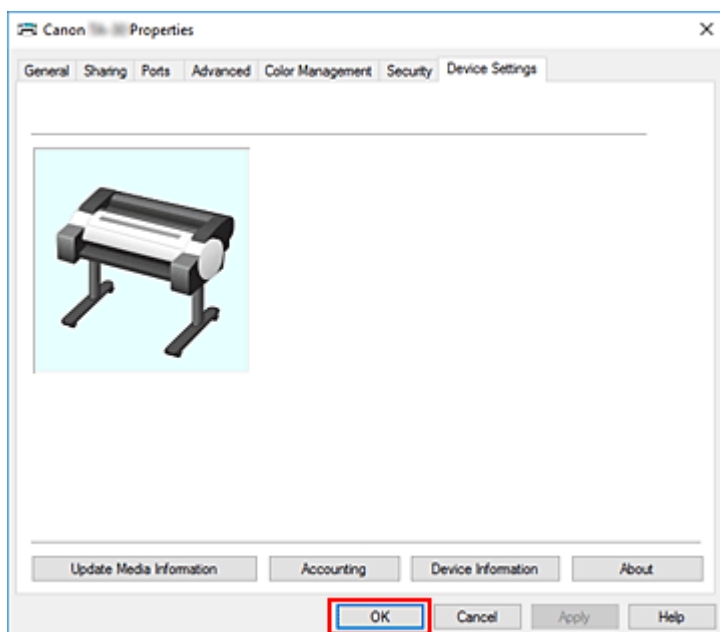 Canon Properties
General Sharing Ports Advanced Color Management Security Device Settings
Update Media Information Accounting Device Information About
OK Cancel Apply Help